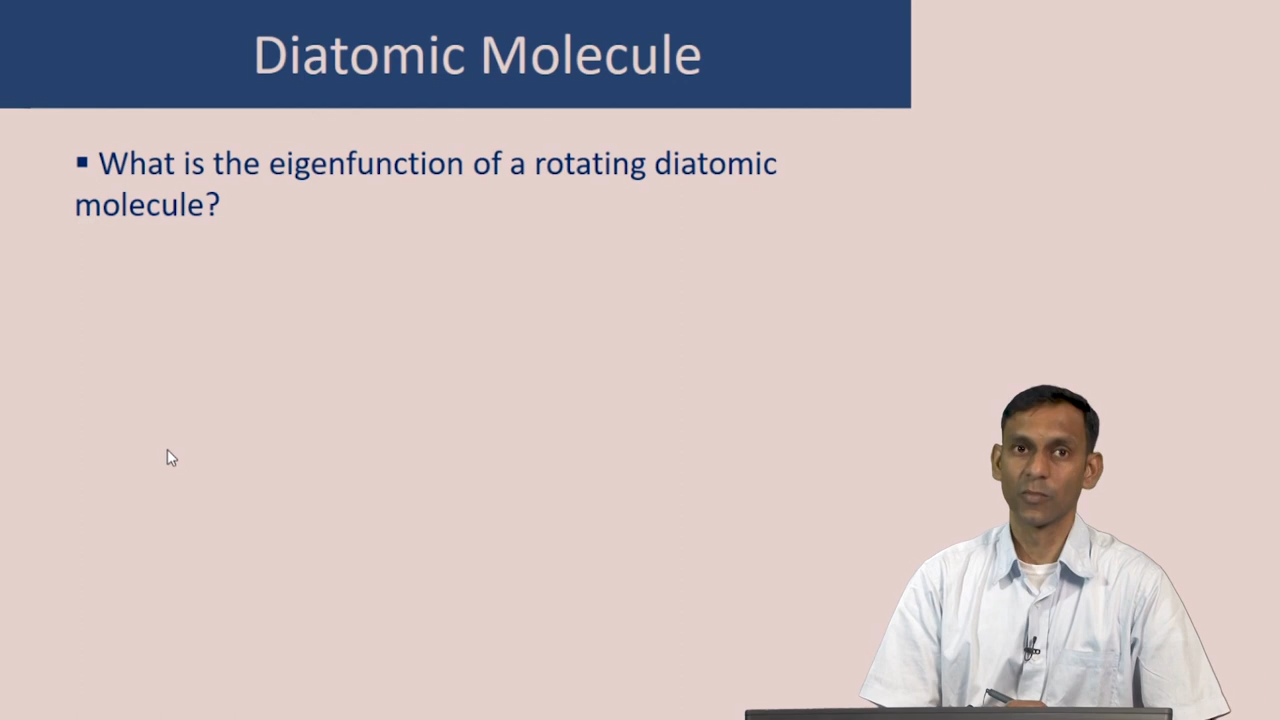 Diatomic Molecule
▪ What is the eigenfunction of a rotating diatomic
molecule?